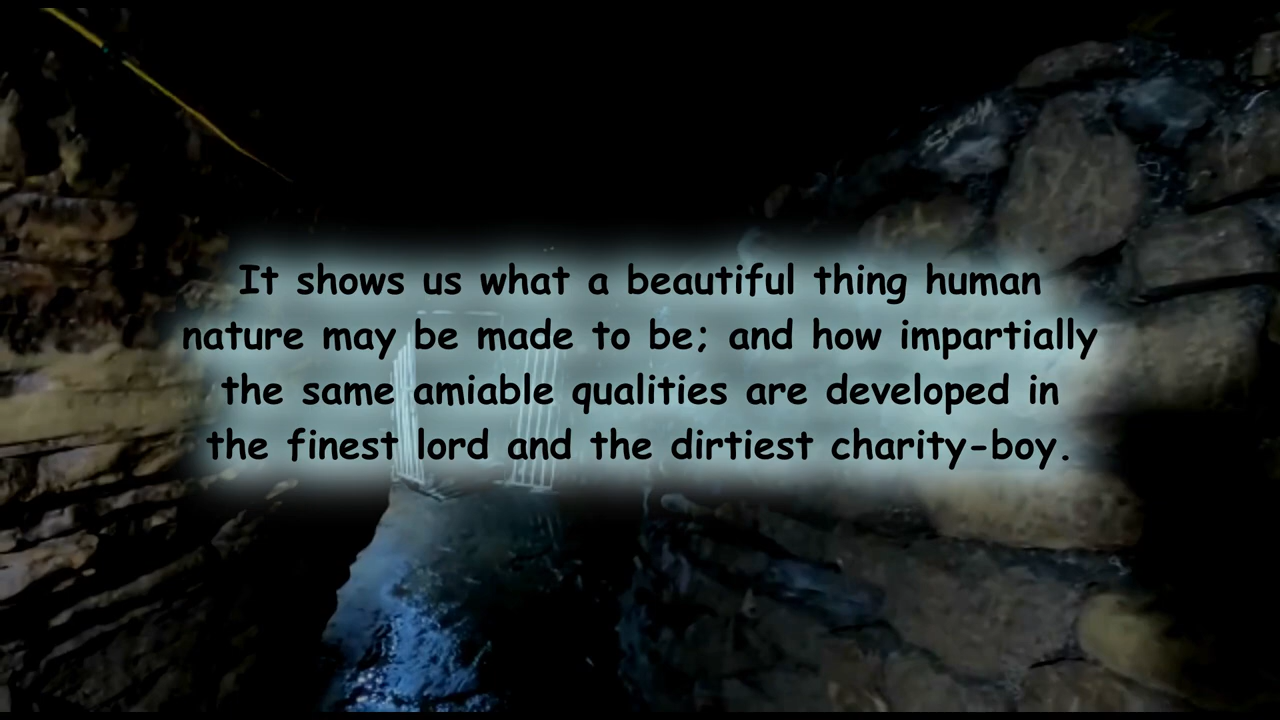 It shows us what a beautiful thing human
nature may be made to be; and how impartially
the same amiable qualities are developed in
the finest lord and the dirtiest charity-boy.